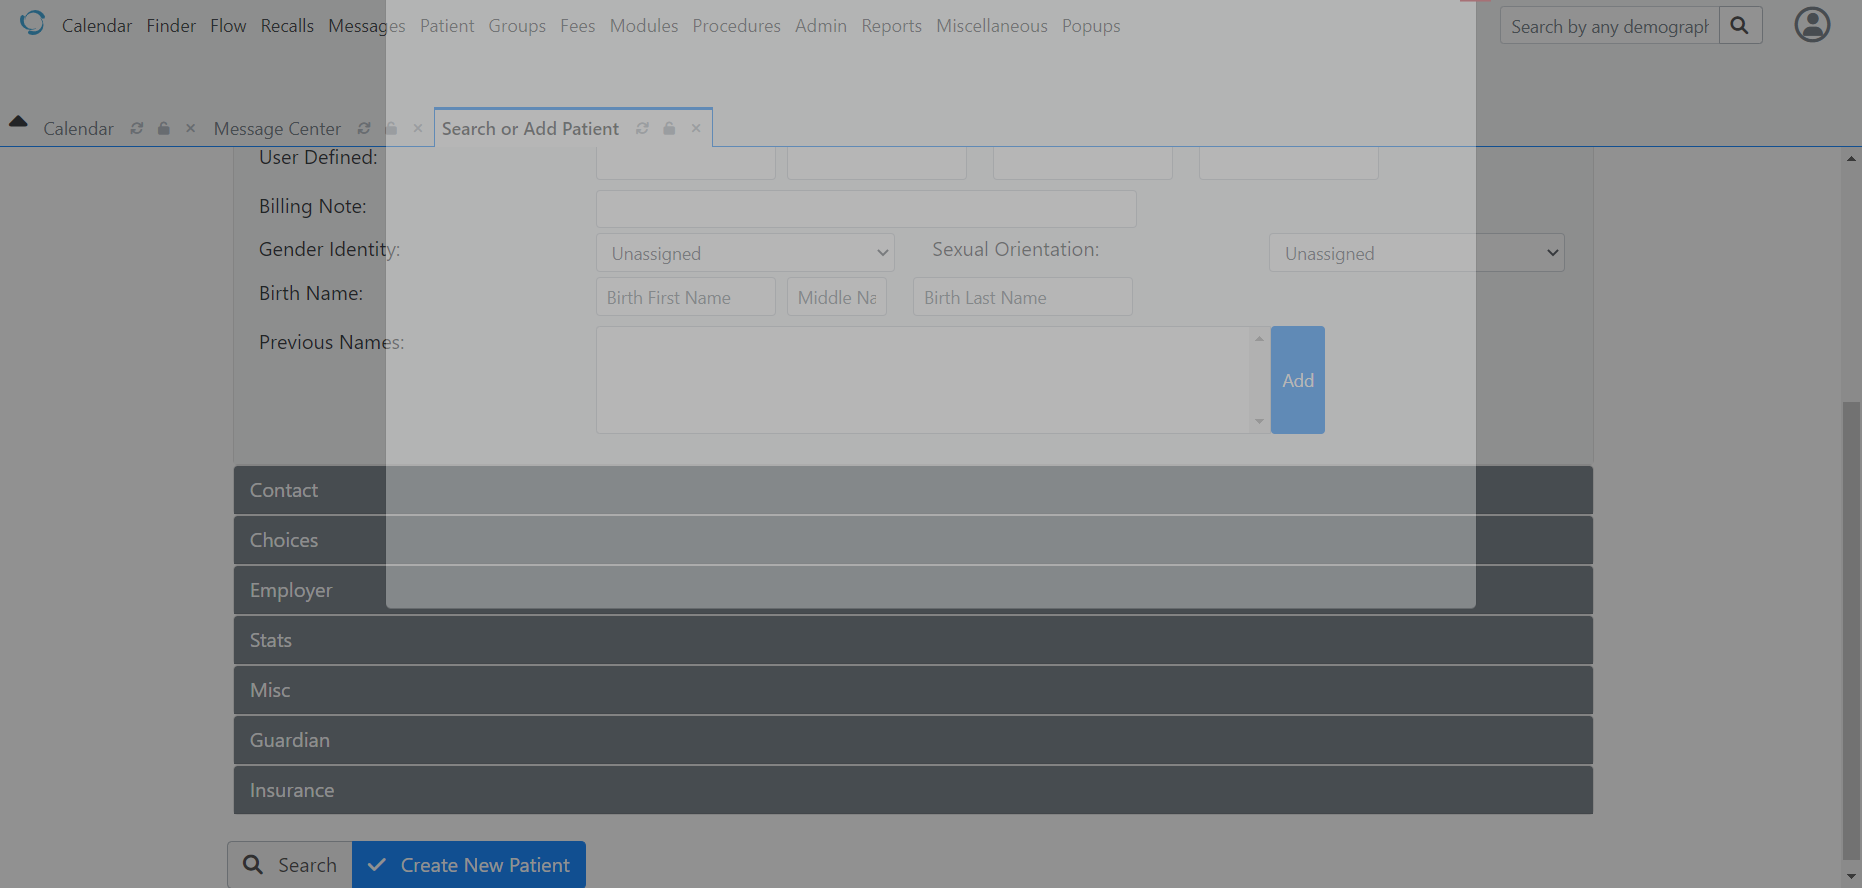 Calendar Finder Flow Recalls Messages Patient Groups Fees Modules Procedures Admin Reports Miscellaneous Popups
Search by any demograph
Calendar Message Center Search or Add Patient
User Defined:
Billing Note:
Gender Identity: Unassigned Sexual Orientation: Unassigned
Birth Name: Birth First Name Middle Na Birth Last Name
Previous Names:
Add
Contact
Choices
Employer
Stats
Misc
Guardian
Insurance
Search Create New Patient